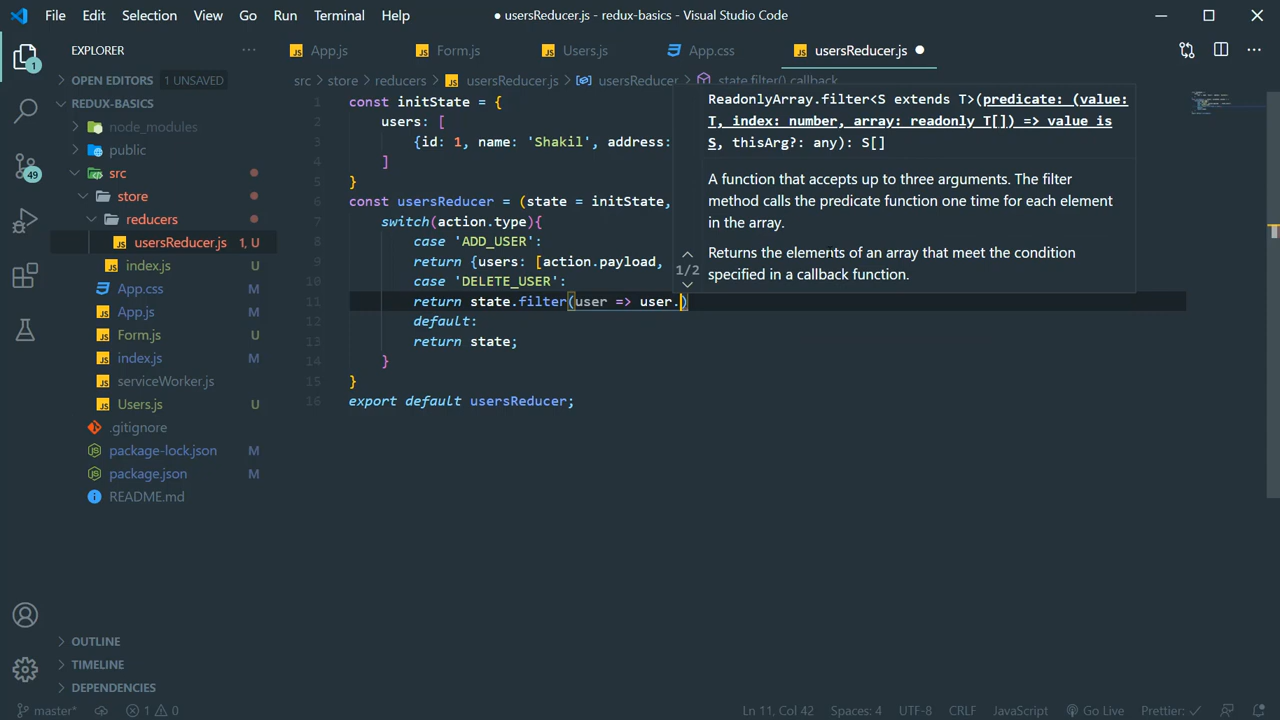 File Edit Selection View Go Run Terminal Help
● usersReducer.js - redux-basics - Visual Studio Code
EXPLORER
App.js Form.js Users.js App.css usersReducer.js
OPEN EDITORS 1 UNSAVED
src store reducers usersReducer.js usersReducer state.filter() callback
REDUX-BASICS
node_modules
public
src
store
reducers
usersReducer.js 1, U
index.js U
App.css M
App.js M
Form.js U
index.js M
serviceWorker.js
Users.js U
.gitignore
package-lock.json M
package.json M
README.md
OUTLINE
TIMELINE
DEPENDENCIES
1 const initState = {
2 users: [
3 {id: 1, name: 'Shakil', address:
4 ]
5 }
6 const usersReducer = (state = initState,
7 switch(action.type){
8 case 'ADD_USER':
9 return {users: [action.payload,
10 case 'DELETE_USER':
11 return state.filter(user => user.)
12 default:
13 return state;
14 }
15 }
16 export default usersReducer;
ReadonlyArray.filter<S extends T>(predicate: (value:
T, index: number, array: readonly T[]) => value is
S, thisArg?: any): S[]
A function that accepts up to three arguments. The filter
method calls the predicate function one time for each element
in the array.
1/2
Returns the elements of an array that meet the condition
specified in a callback function.
1
49
master* 1 0 Ln 11, Col 42 Spaces: 4 UTF-8 CRLF JavaScript Go Live Prettier: ✓